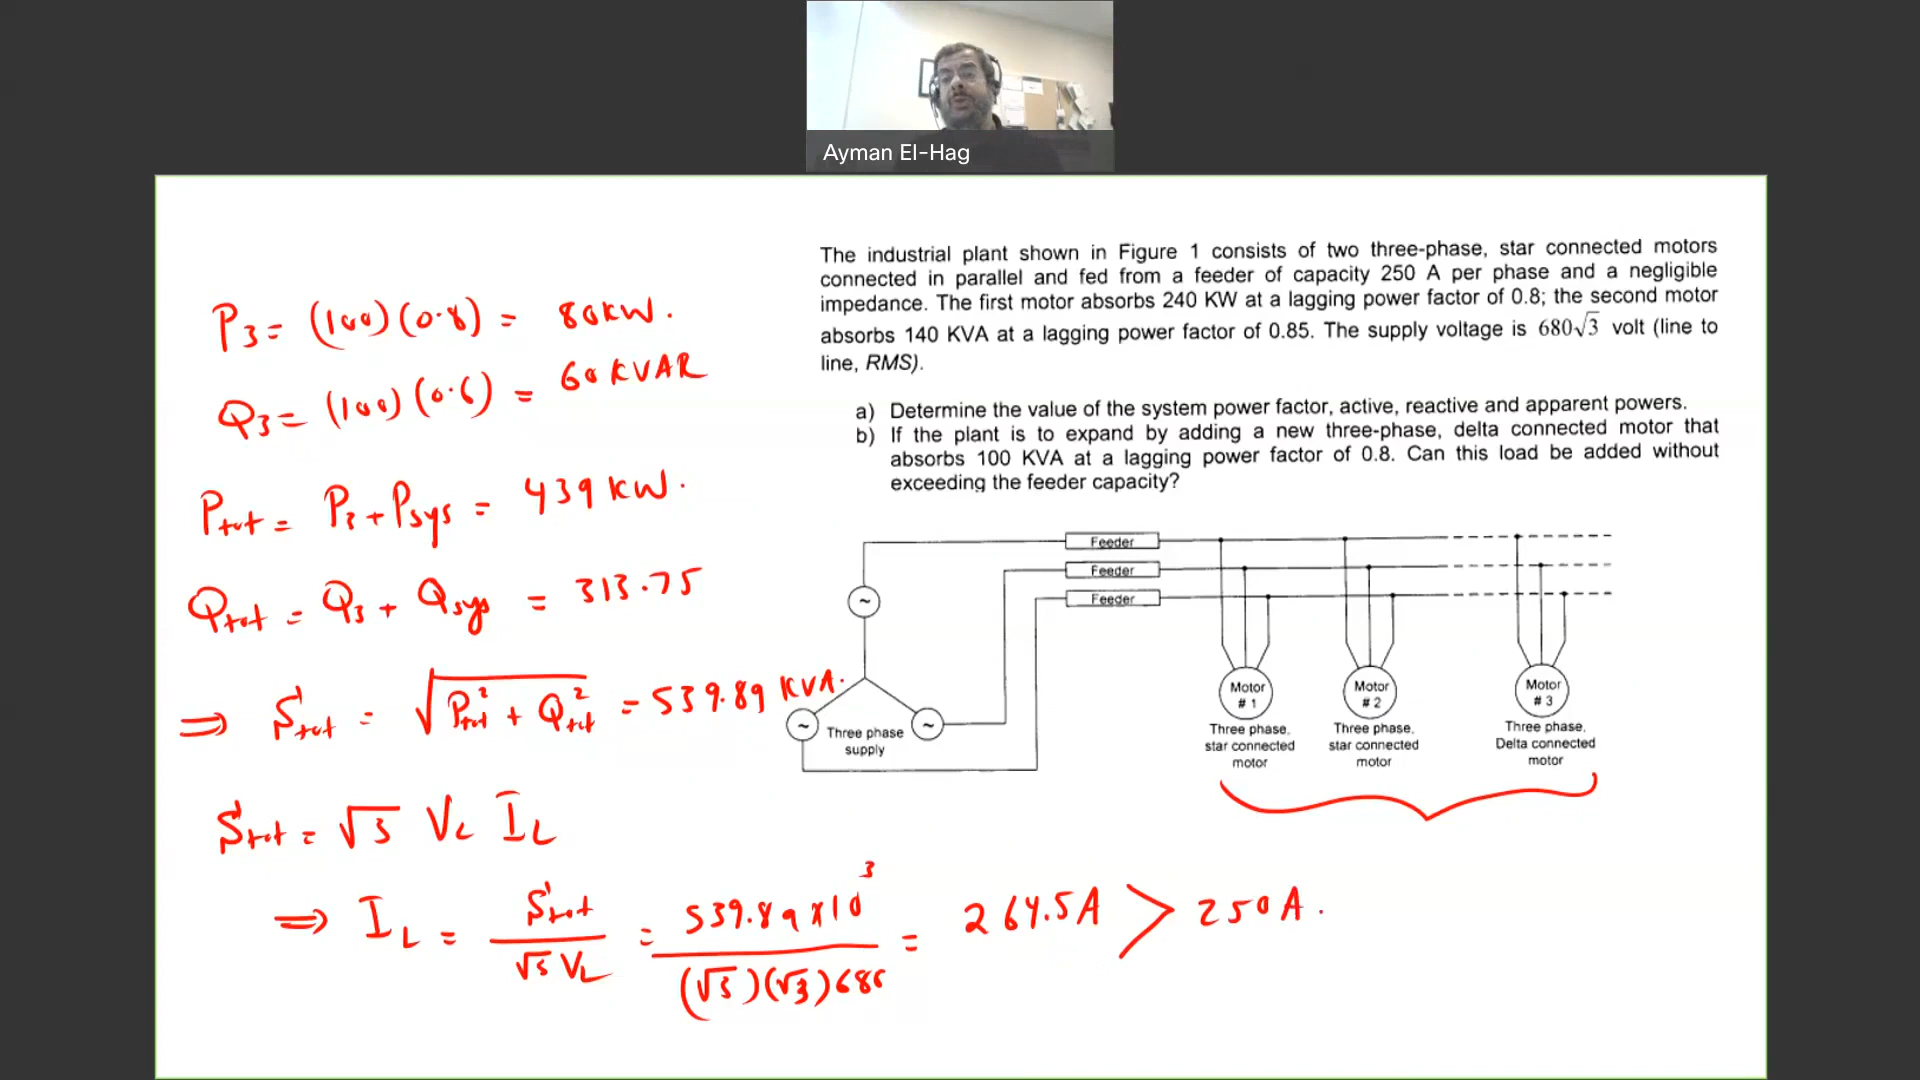 Ayman El-Hag
The industrial plant shown in Figure 1 consists of two three-phase, star connected motors
connected in parallel and fed from a feeder of capacity 250 A per phase and a negligible
impedance. The first motor absorbs 240 KW at a lagging power factor of 0.8; the second motor
absorbs 140 KVA at a lagging power factor of 0.85. The supply voltage is 680√3 volt (line to
line, RMS).
a) Determine the value of the system power factor, active, reactive and apparent powers.
b) If the plant is to expand by adding a new three-phase, delta connected motor that
absorbs 100 KVA at a lagging power factor of 0.8. Can this load be added without
exceeding the feeder capacity?
P3 = (100)(0.8) = 80KW.
Q3 = (100)(0.6) = 60KVAR
Ptot = P3 + Psys = 439KW.
Qtot = Q3 + Qsys = 313.75
⇒ Stot = √Ptot² + Qtot² = 539.89 KVA.
Stot = √3 VL IL
⇒ IL = Stot / √3 VL = 539.89x10³ / (√3)(√3)680 = 264.5A > 250A.
Feeder
Feeder
Feeder
~
~
~
Three phase
supply
Motor
# 1
Three phase,
star connected
motor
Motor
# 2
Three phase,
star connected
motor
Motor
# 3
Three phase,
Delta connected
motor